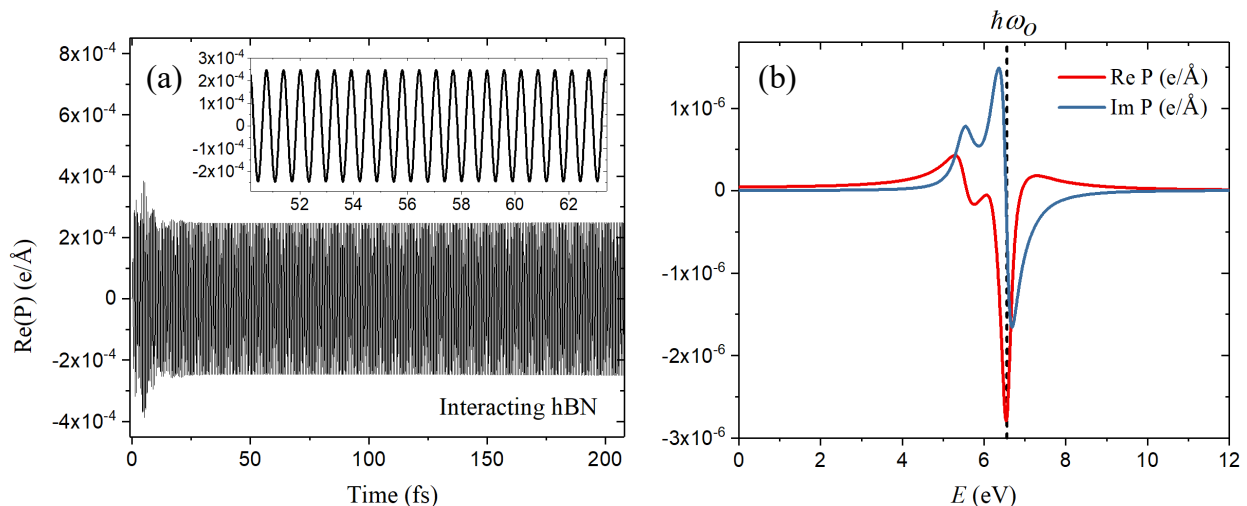 (a)
8x10⁻⁴
6x10⁻⁴
4x10⁻⁴
2x10⁻⁴
0
-2x10⁻⁴
-4x10⁻⁴
Re(P) (e/Å)
3x10⁻⁴
2x10⁻⁴
1x10⁻⁴
0
-1x10⁻⁴
-2x10⁻⁴
52 54 56 58 60 62
Interacting hBN
0 50 100 150 200
Time (fs)
ℏω_O
(b)
Re P (e/Å)
Im P (e/Å)
1x10⁻⁶
0
-1x10⁻⁶
-2x10⁻⁶
-3x10⁻⁶
0 2 4 6 8 10 12
E (eV)